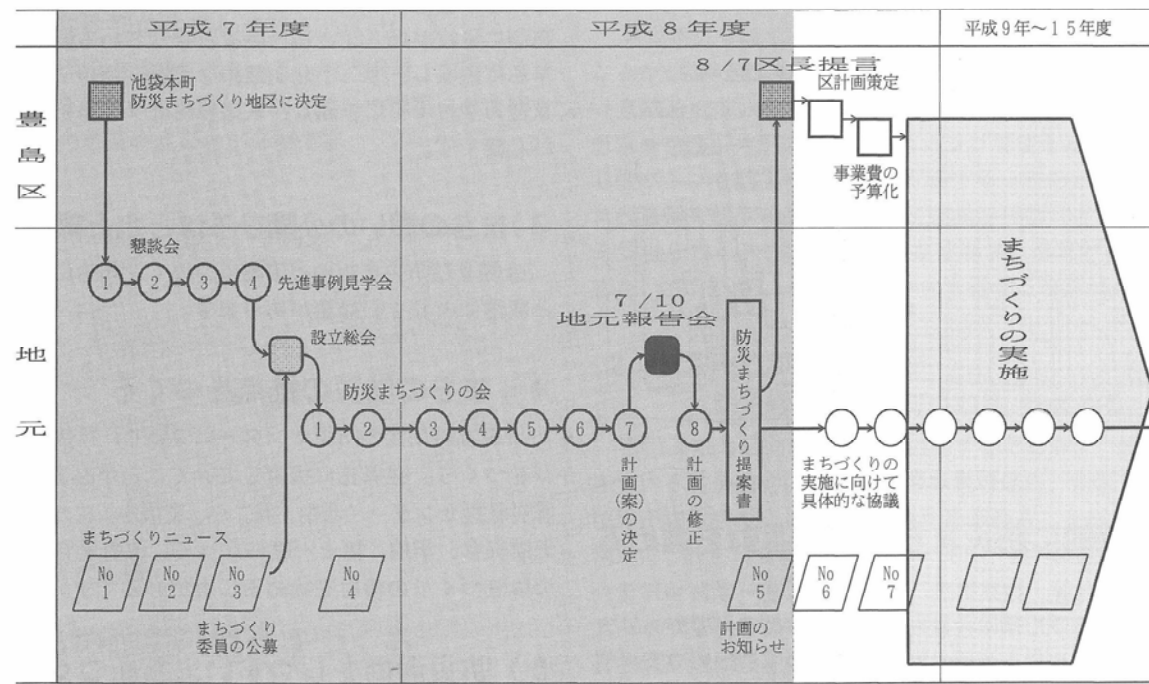 平成7年度
平成8年度
平成9年～15年度
豊島区
池袋本町
防災まちづくり地区に決定
8/7区長提言
区計画策定
事業費の
予算化
地元
懇談会
1
2
3
4
先進事例見学会
設立総会
7/10
地元報告会
防災まちづくりの会
1
2
3
4
5
6
7
8
計画(案)の決定
計画の修正
防災まちづくり提案書
まちづくりの
実施に向けて
具体的な協議
まちづくりの実施
まちづくりニュース
No
1
No
2
No
3
No
4
No
5
No
6
No
7
まちづくり
委員の公募
計画の
お知らせ